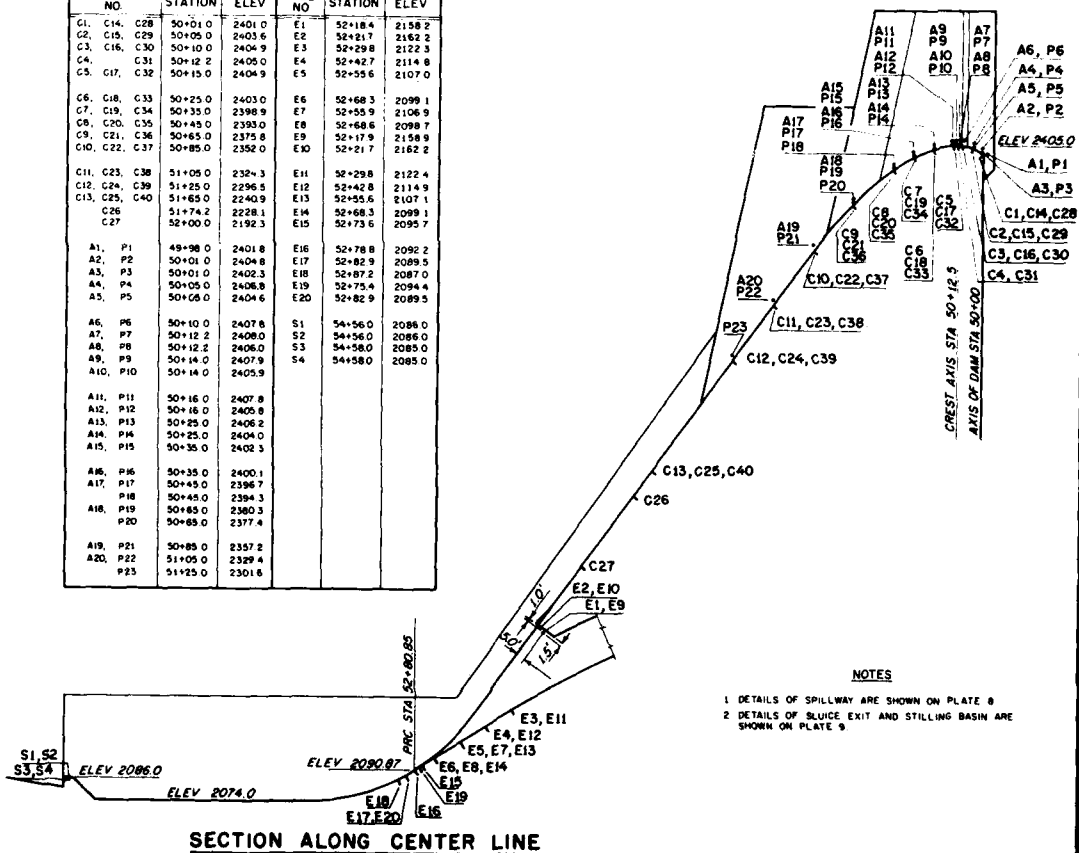 NO. STATION ELEV NO STATION ELEV
C1, C14, C28 50+01.0 2401.0 E1 52+18.4 2158.2
C2, C15, C29 50+05.0 2403.6 E2 52+21.7 2162.2
C3, C16, C30 50+10.0 2404.9 E3 52+29.8 2122.3
C4, C31 50+12.2 2405.0 E4 52+42.7 2114.8
C5, C17, C32 50+15.0 2404.9 E5 52+55.6 2107.0
C6, C18, C33 50+25.0 2403.0 E6 52+68.3 2099.1
C7, C19, C34 50+35.0 2398.9 E7 52+55.9 2106.9
C8, C20, C35 50+45.0 2393.0 E8 52+68.6 2098.7
C9, C21, C36 50+65.0 2375.8 E9 52+17.9 2158.9
C10, C22, C37 50+85.0 2352.0 E10 52+21.7 2162.2
C11, C23, C38 51+05.0 2324.3 E11 52+29.8 2122.4
C12, C24, C39 51+25.0 2296.5 E12 52+42.8 2114.9
C13, C25, C40 51+65.0 2240.9 E13 52+55.6 2107.1
C26 51+74.2 2228.1 E14 52+68.3 2099.1
C27 52+00.0 2192.3 E15 52+73.6 2095.7
A1, P1 49+98.0 2401.8 E16 52+78.8 2092.2
A2, P2 50+01.0 2404.8 E17 52+82.9 2089.5
A3, P3 50+01.0 2402.3 E18 52+87.2 2087.0
A4, P4 50+05.0 2406.8 E19 52+75.4 2094.4
A5, P5 50+05.0 2404.6 E20 52+82.9 2089.5
A6, P6 50+10.0 2407.8 S1 54+56.0 2086.0
A7, P7 50+12.2 2408.0 S2 54+56.0 2086.0
A8, P8 50+12.2 2406.0 S3 54+58.0 2085.0
A9, P9 50+14.0 2407.9 S4 54+58.0 2085.0
A10, P10 50+14.0 2405.9
A11, P11 50+16.0 2407.8
A12, P12 50+16.0 2405.8
A13, P13 50+25.0 2406.2
A14, P14 50+25.0 2404.0
A15, P15 50+35.0 2402.3
A16, P16 50+35.0 2400.1
A17, P17 50+45.0 2396.7
P18 50+45.0 2394.3
A18, P19 50+65.0 2380.3
P20 50+65.0 2377.4
A19, P21 50+85.0 2357.2
A20, P22 51+05.0 2329.4
P23 51+25.0 2301.6
A11
P11
A12
P12
A9
P9
A10
P10
A7
P7
A8
P8
A6, P6
A4, P4
A5, P5
A2, P2
ELEV 2405.0
A1, P1
A3, P3
A15
P15
A16
P16
A13
P13
A14
P14
A17
P17
P18
A18
P19
P20
A19
P21
A20
P22
P23
C1, C14, C28
C2, C15, C29
C3, C16, C30
C4, C31
C5
C17
C32
C6
C18
C33
C7
C19
C34
C8
C20
C35
C9
C21
C36
C10, C22, C37
C11, C23, C38
C12, C24, C39
C13, C25, C40
C26
C27
CREST AXIS STA 50+12.5
AXIS OF DAM STA 50+00
E2, E10
E1, E9
1.0'
5.0'
1.5'
PRC STA 52+80.85
E3, E11
E4, E12
E5, E7, E13
E6, E8, E14
E15
E19
E16
E18
E17, E20
ELEV 2090.87
S1, S2
S3, S4
ELEV 2086.0
ELEV 2074.0
NOTES
1 DETAILS OF SPILLWAY ARE SHOWN ON PLATE 8
2 DETAILS OF SLUICE EXIT AND STILLING BASIN ARE
SHOWN ON PLATE 9.
SECTION ALONG CENTER LINE